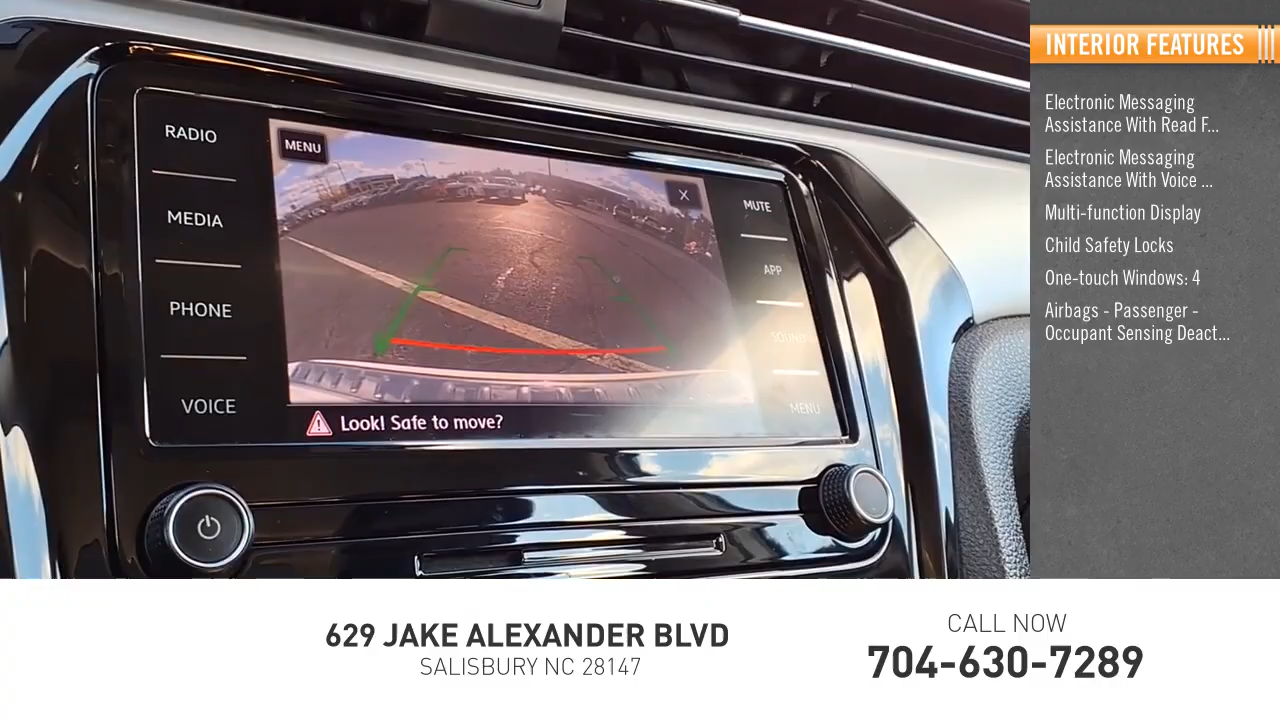 INTERIOR FEATURES
Electronic Messaging
Assistance With Read F...
Electronic Messaging
Assistance With Voice ...
Multi-function Display
Child Safety Locks
One-touch Windows: 4
Airbags - Passenger -
Occupant Sensing Deact...
RADIO
MEDIA
PHONE
VOICE
MENU
X
MUTE
APP
SOUND
MENU
Look! Safe to move?
629 JAKE ALEXANDER BLVD
SALISBURY NC 28147
CALL NOW
704-630-7289